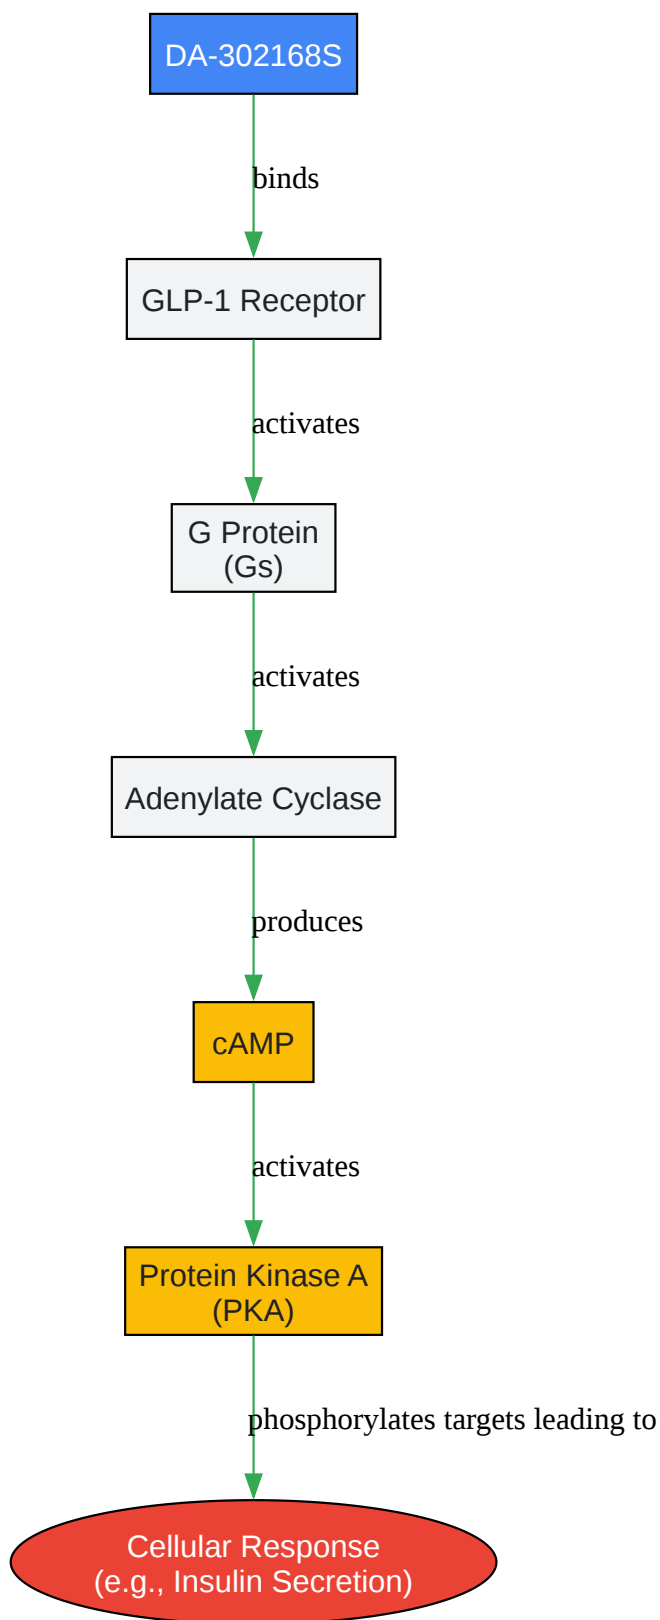 DA-302168S
binds
GLP-1 Receptor
activates
G Protein
(Gs)
activates
Adenylate Cyclase
produces
cAMP
activates
Protein Kinase A
(PKA)
phosphorylates targets leading to
Cellular Response
(e.g., Insulin Secretion)